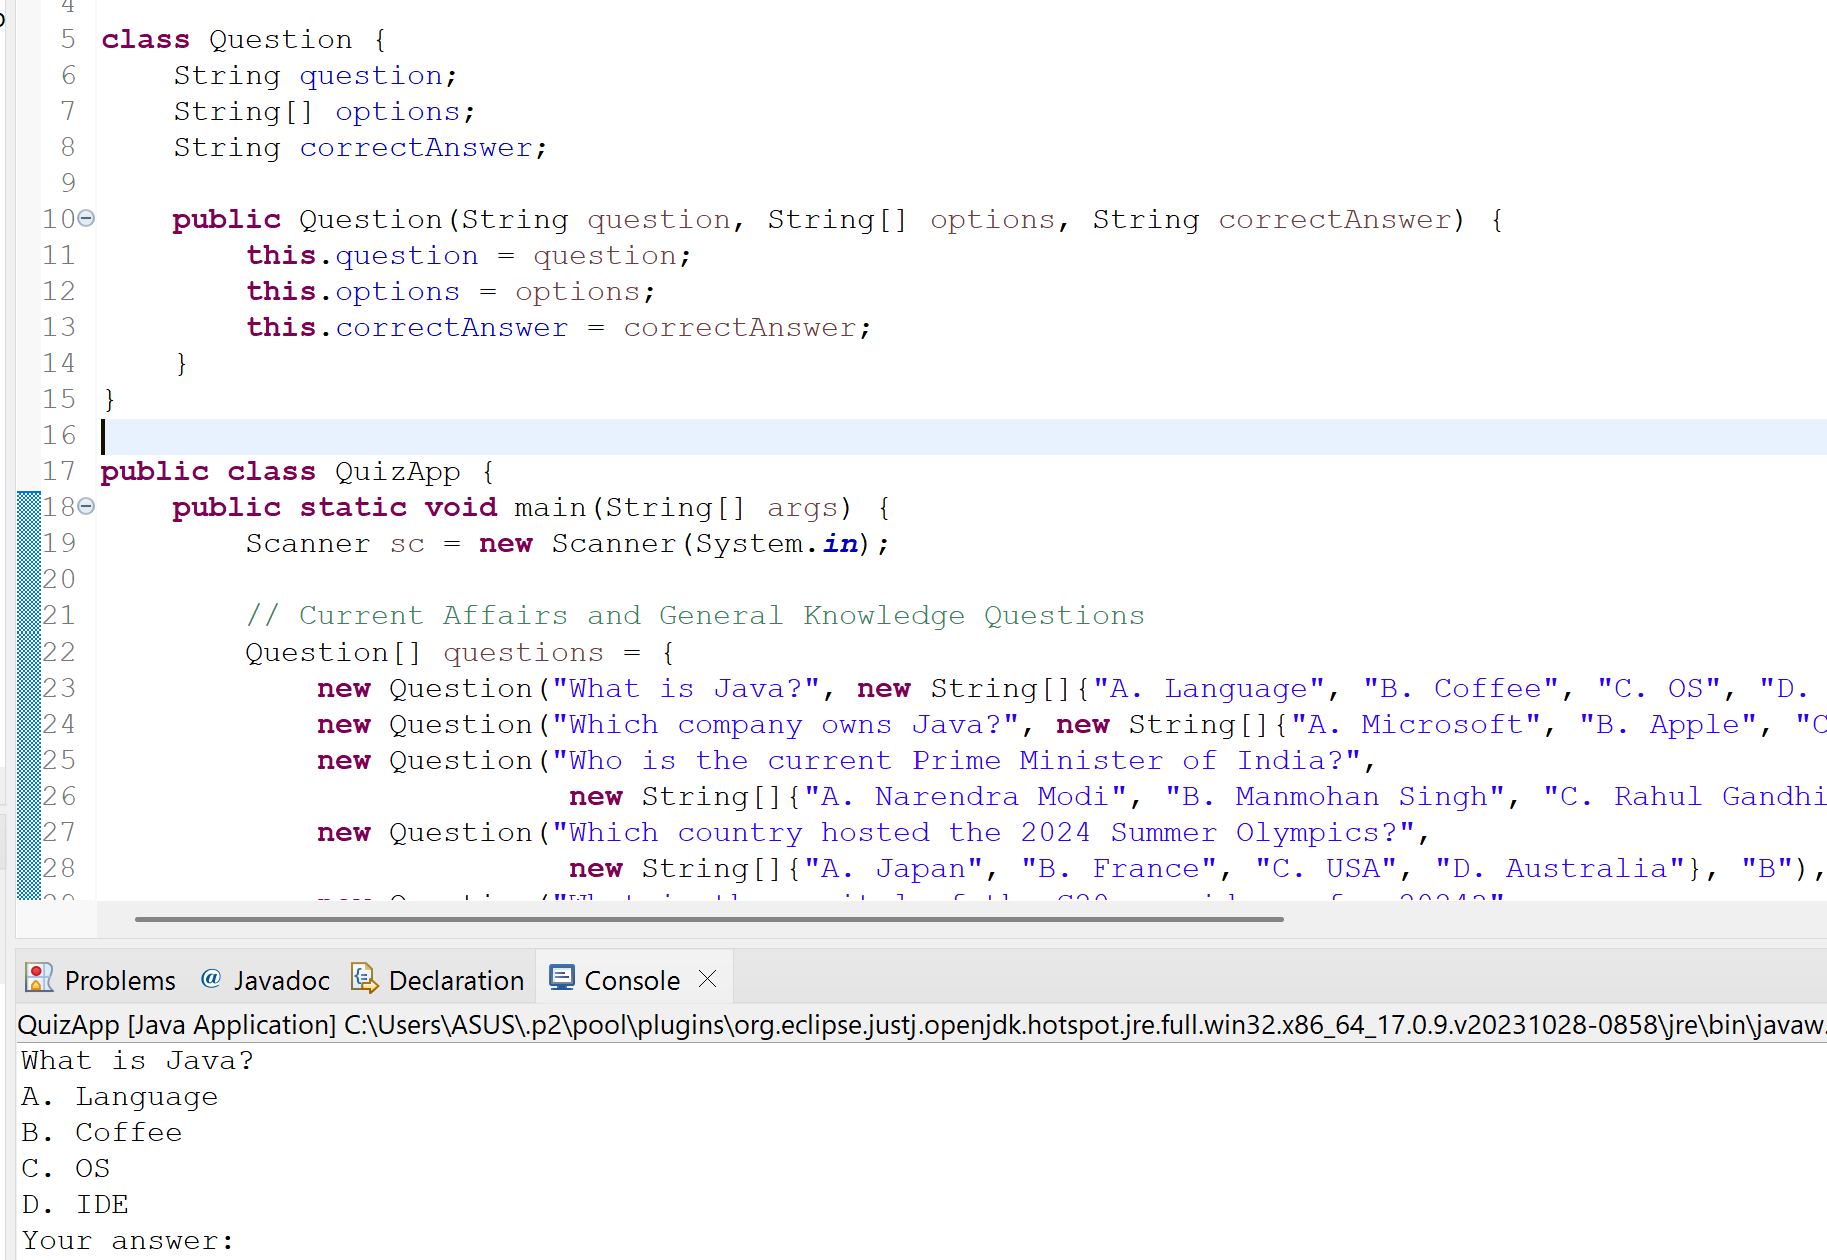 4
5 class Question {
6 String question;
7 String[] options;
8 String correctAnswer;
9
10 public Question(String question, String[] options, String correctAnswer) {
11 this.question = question;
12 this.options = options;
13 this.correctAnswer = correctAnswer;
14 }
15 }
16
17 public class QuizApp {
18 public static void main(String[] args) {
19 Scanner sc = new Scanner(System.in);
20
21 // Current Affairs and General Knowledge Questions
22 Question[] questions = {
23 new Question("What is Java?", new String[]{"A. Language", "B. Coffee", "C. OS", "D.
24 new Question("Which company owns Java?", new String[]{"A. Microsoft", "B. Apple", "C
25 new Question("Who is the current Prime Minister of India?",
26 new String[]{"A. Narendra Modi", "B. Manmohan Singh", "C. Rahul Gandhi
27 new Question("Which country hosted the 2024 Summer Olympics?",
28 new String[]{"A. Japan", "B. France", "C. USA", "D. Australia"}, "B"),
Problems Javadoc Declaration Console
QuizApp [Java Application] C:\Users\ASUS\.p2\pool\plugins\org.eclipse.justj.openjdk.hotspot.jre.full.win32.x86_64_17.0.9.v20231028-0858\jre\bin\javaw.
What is Java?
A. Language
B. Coffee
C. OS
D. IDE
Your answer: